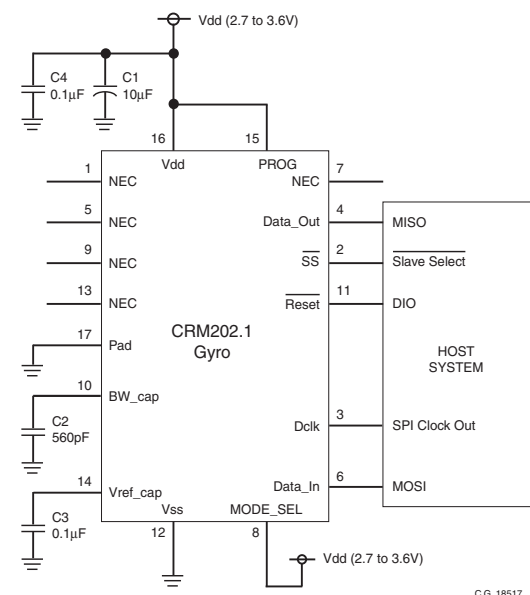 Vdd (2.7 to 3.6V)
C4
0.1μF
C1
10μF
16
15
Vdd
PROG
1
NEC
NEC
7
5
NEC
Data_Out
4
MISO
9
NEC
SS
2
Slave Select
13
NEC
Reset
11
DIO
17
Pad
CRM202.1
Gyro
HOST
SYSTEM
10
BW_cap
C2
560pF
Dclk
3
SPI Clock Out
14
Vref_cap
Data_In
6
MOSI
C3
0.1μF
Vss
MODE_SEL
12
8
Vdd (2.7 to 3.6V)
C.G. 18517